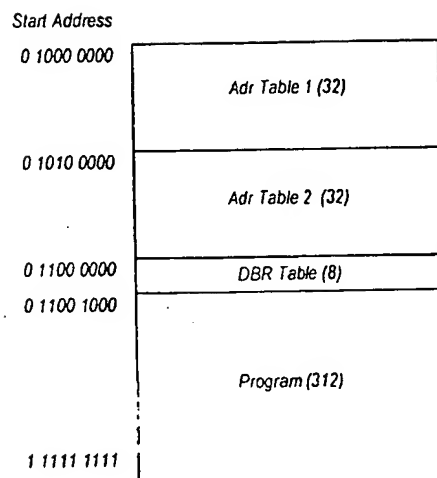 Start Address
0 1000 0000
Adr Table 1 (32)
0 1010 0000
Adr Table 2 (32)
0 1100 0000
DBR Table (8)
0 1100 1000
Program (312)
1 1111 1111